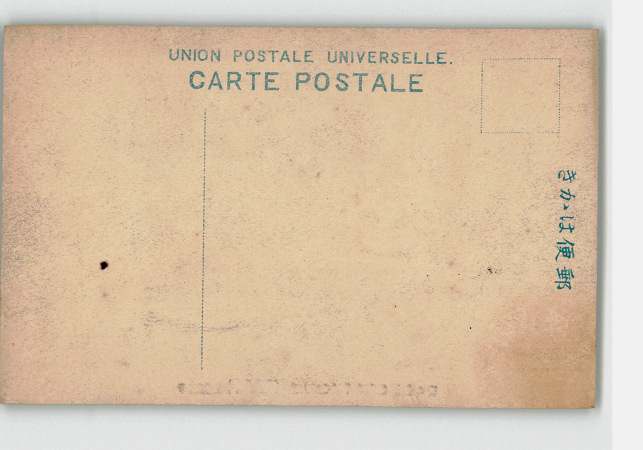 UNION POSTALE UNIVERSELLE.
CARTE POSTALE
きかは便郵